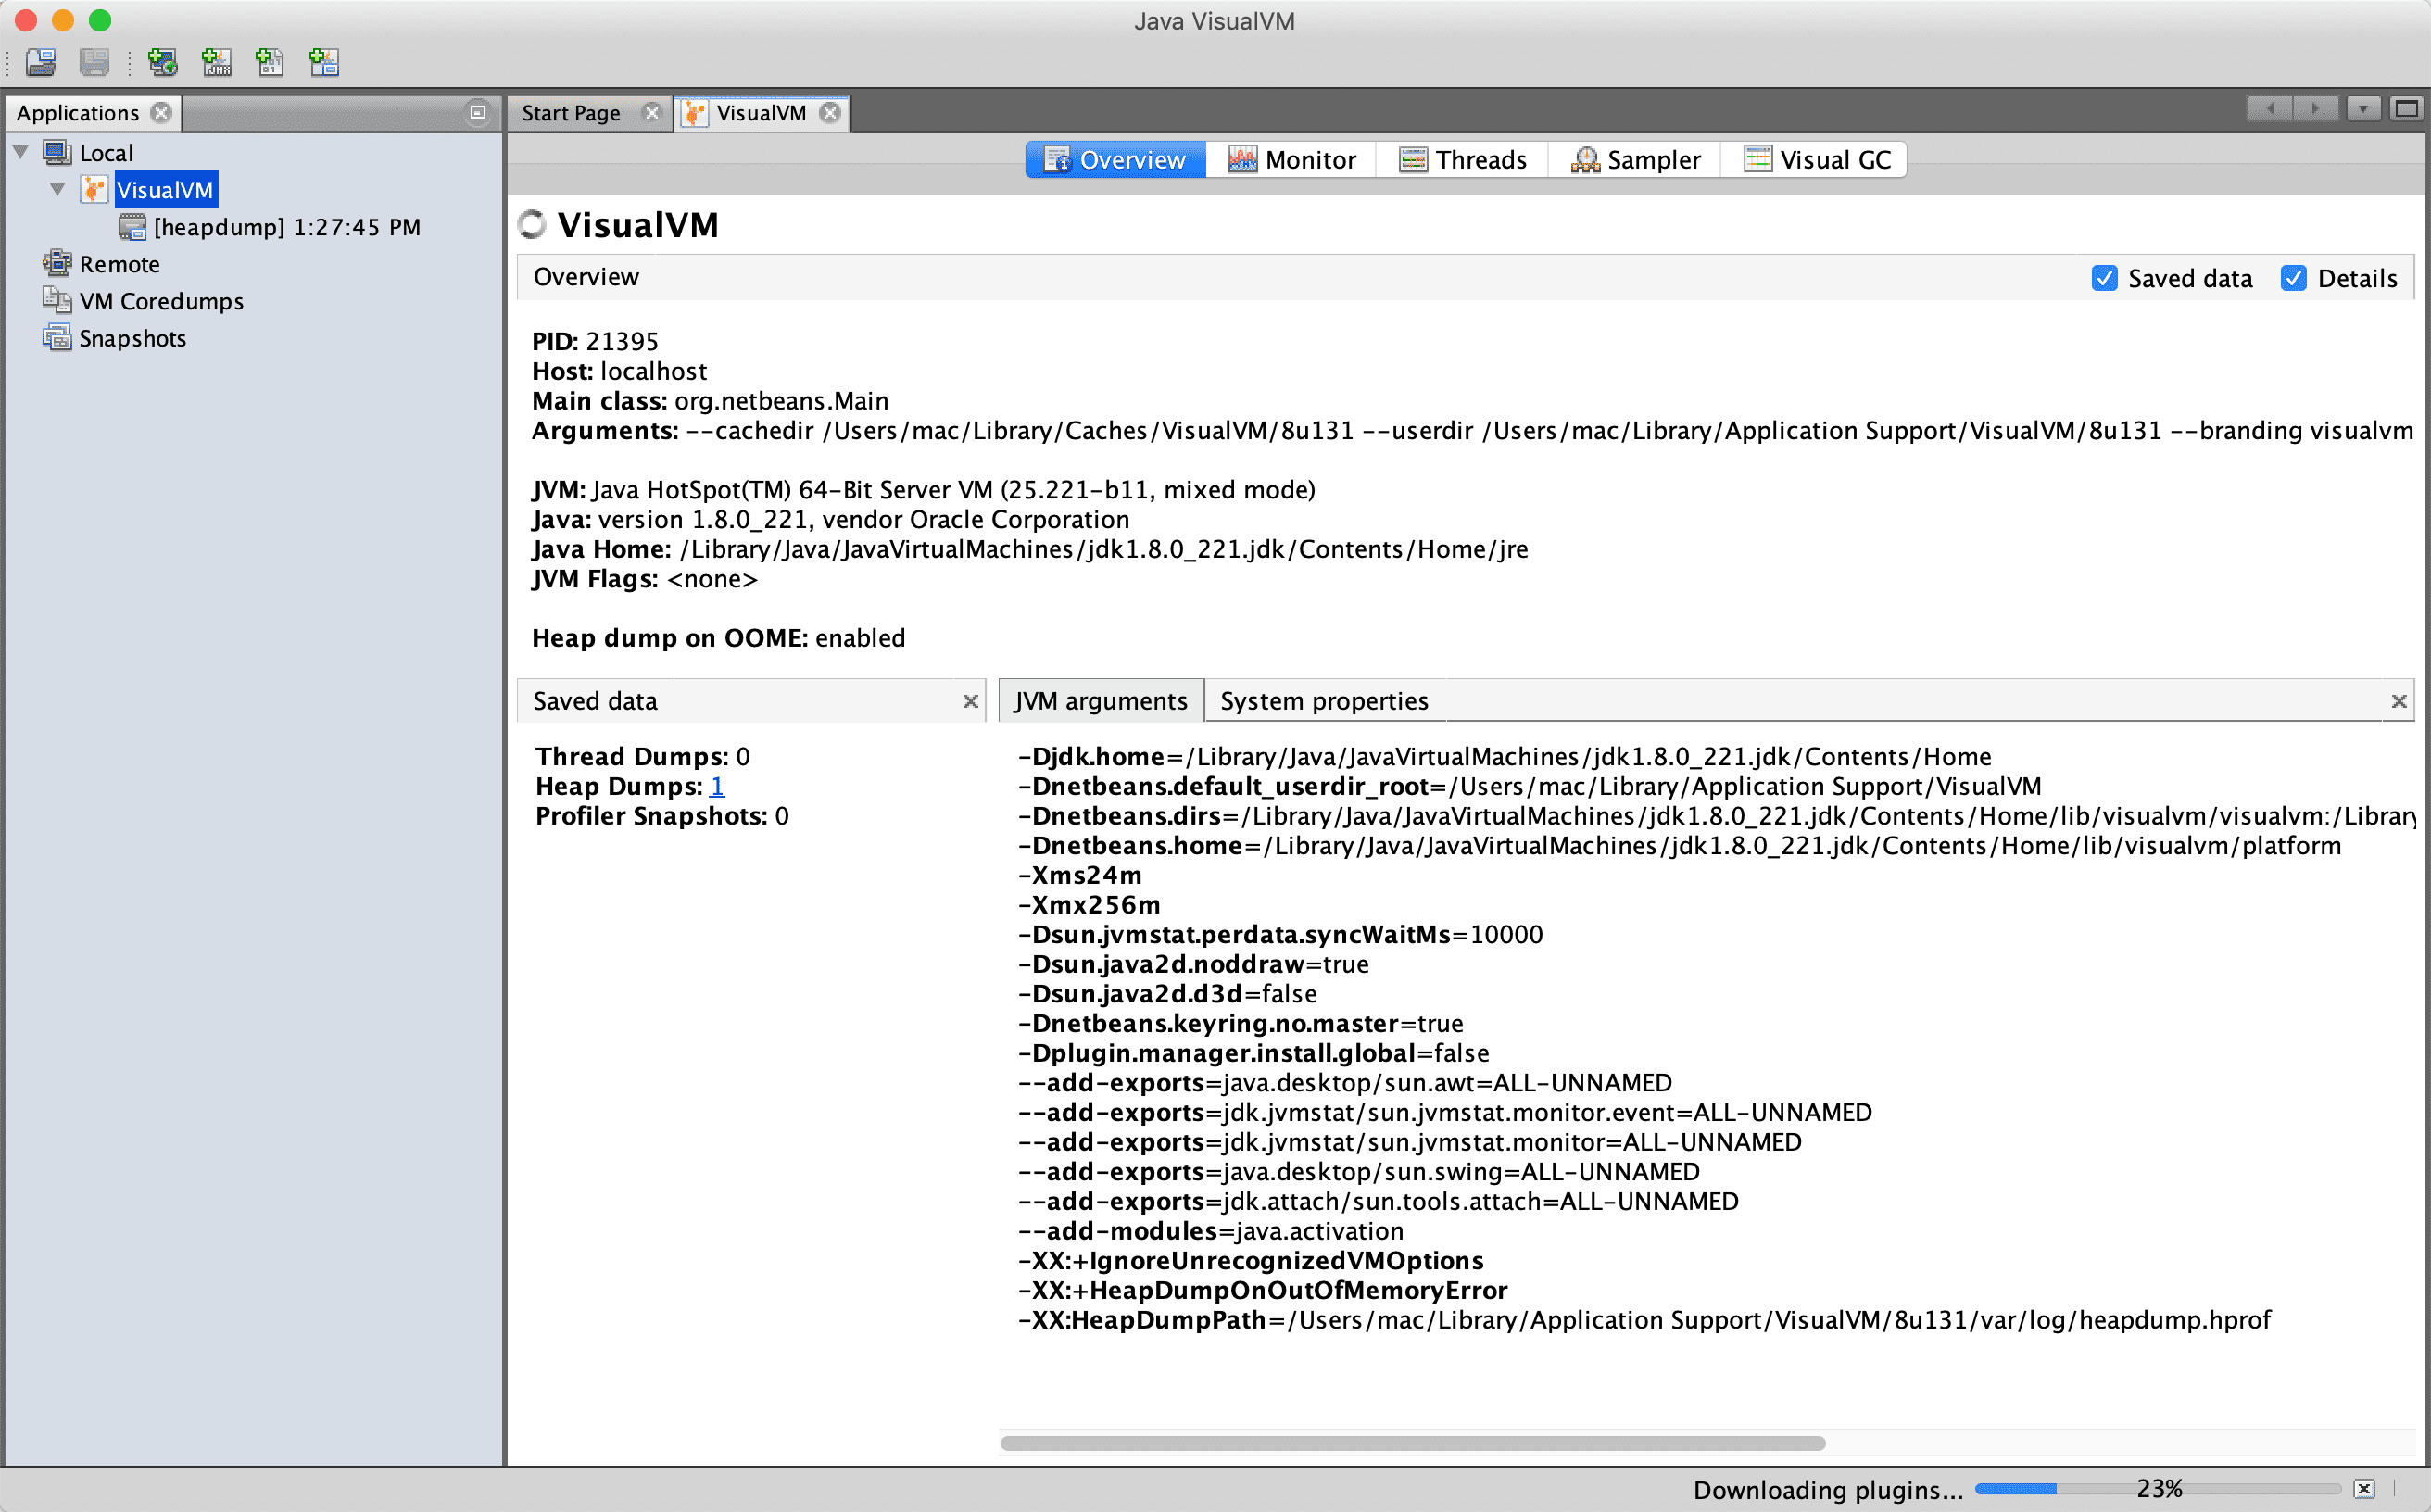 Java VisualVM
Applications
Start Page
VisualVM
Local
VisualVM
[heapdump] 1:27:45 PM
Remote
VM Coredumps
Snapshots
Overview
Monitor
Threads
Sampler
Visual GC
VisualVM
Overview
Saved data
Details
PID: 21395
Host: localhost
Main class: org.netbeans.Main
Arguments: --cachedir /Users/mac/Library/Caches/VisualVM/8u131 --userdir /Users/mac/Library/Application Support/VisualVM/8u131 --branding visualvm
JVM: Java HotSpot(TM) 64-Bit Server VM (25.221-b11, mixed mode)
Java: version 1.8.0_221, vendor Oracle Corporation
Java Home: /Library/Java/JavaVirtualMachines/jdk1.8.0_221.jdk/Contents/Home/jre
JVM Flags: <none>
Heap dump on OOME: enabled
Saved data
Thread Dumps: 0
Heap Dumps: 1
Profiler Snapshots: 0
JVM arguments
System properties
-Djdk.home=/Library/Java/JavaVirtualMachines/jdk1.8.0_221.jdk/Contents/Home
-Dnetbeans.default_userdir_root=/Users/mac/Library/Application Support/VisualVM
-Dnetbeans.dirs=/Library/Java/JavaVirtualMachines/jdk1.8.0_221.jdk/Contents/Home/lib/visualvm/visualvm:/Library
-Dnetbeans.home=/Library/Java/JavaVirtualMachines/jdk1.8.0_221.jdk/Contents/Home/lib/visualvm/platform
-Xms24m
-Xmx256m
-Dsun.jvmstat.perdata.syncWaitMs=10000
-Dsun.java2d.noddraw=true
-Dsun.java2d.d3d=false
-Dnetbeans.keyring.no.master=true
-Dplugin.manager.install.global=false
--add-exports=java.desktop/sun.awt=ALL-UNNAMED
--add-exports=jdk.jvmstat/sun.jvmstat.monitor.event=ALL-UNNAMED
--add-exports=jdk.jvmstat/sun.jvmstat.monitor=ALL-UNNAMED
--add-exports=java.desktop/sun.swing=ALL-UNNAMED
--add-exports=jdk.attach/sun.tools.attach=ALL-UNNAMED
--add-modules=java.activation
-XX:+IgnoreUnrecognizedVMOptions
-XX:+HeapDumpOnOutOfMemoryError
-XX:HeapDumpPath=/Users/mac/Library/Application Support/VisualVM/8u131/var/log/heapdump.hprof
Downloading plugins... 23%